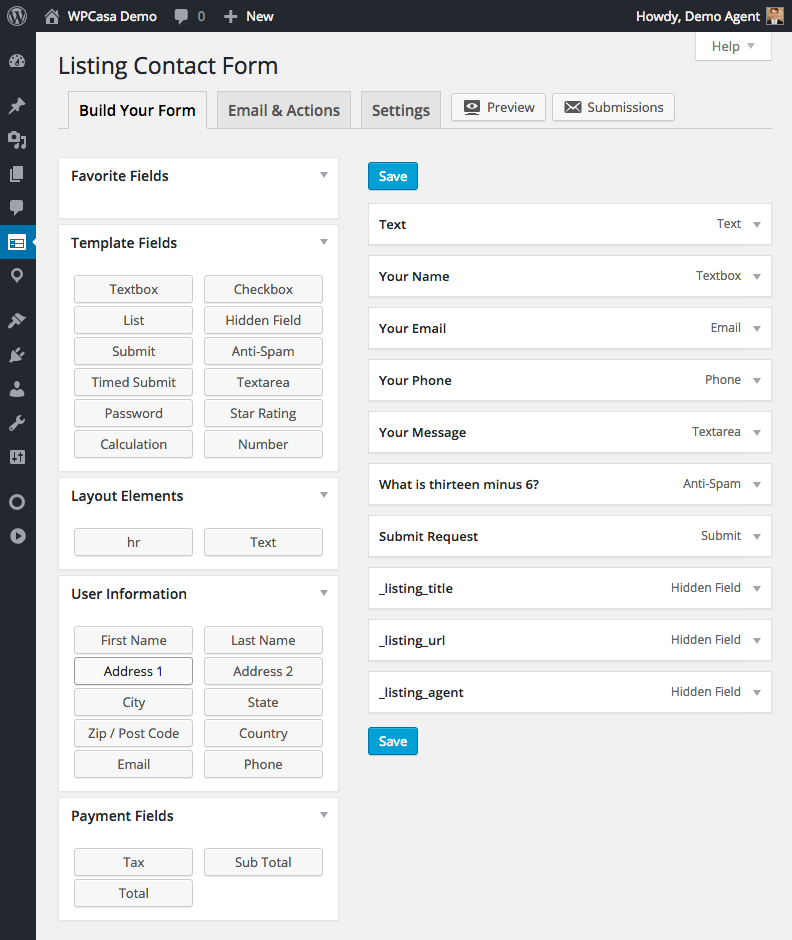 WPCasa Demo 0 New Howdy, Demo Agent
Help
Listing Contact Form
Build Your Form Email & Actions Settings Preview Submissions
Favorite Fields
Template Fields
Textbox Checkbox
List Hidden Field
Submit Anti-Spam
Timed Submit Textarea
Password Star Rating
Calculation Number
Layout Elements
hr Text
User Information
First Name Last Name
Address 1 Address 2
City State
Zip / Post Code Country
Email Phone
Payment Fields
Tax Sub Total
Total
Save
Text Text
Your Name Textbox
Your Email Email
Your Phone Phone
Your Message Textarea
What is thirteen minus 6? Anti-Spam
Submit Request Submit
_listing_title Hidden Field
_listing_url Hidden Field
_listing_agent Hidden Field
Save